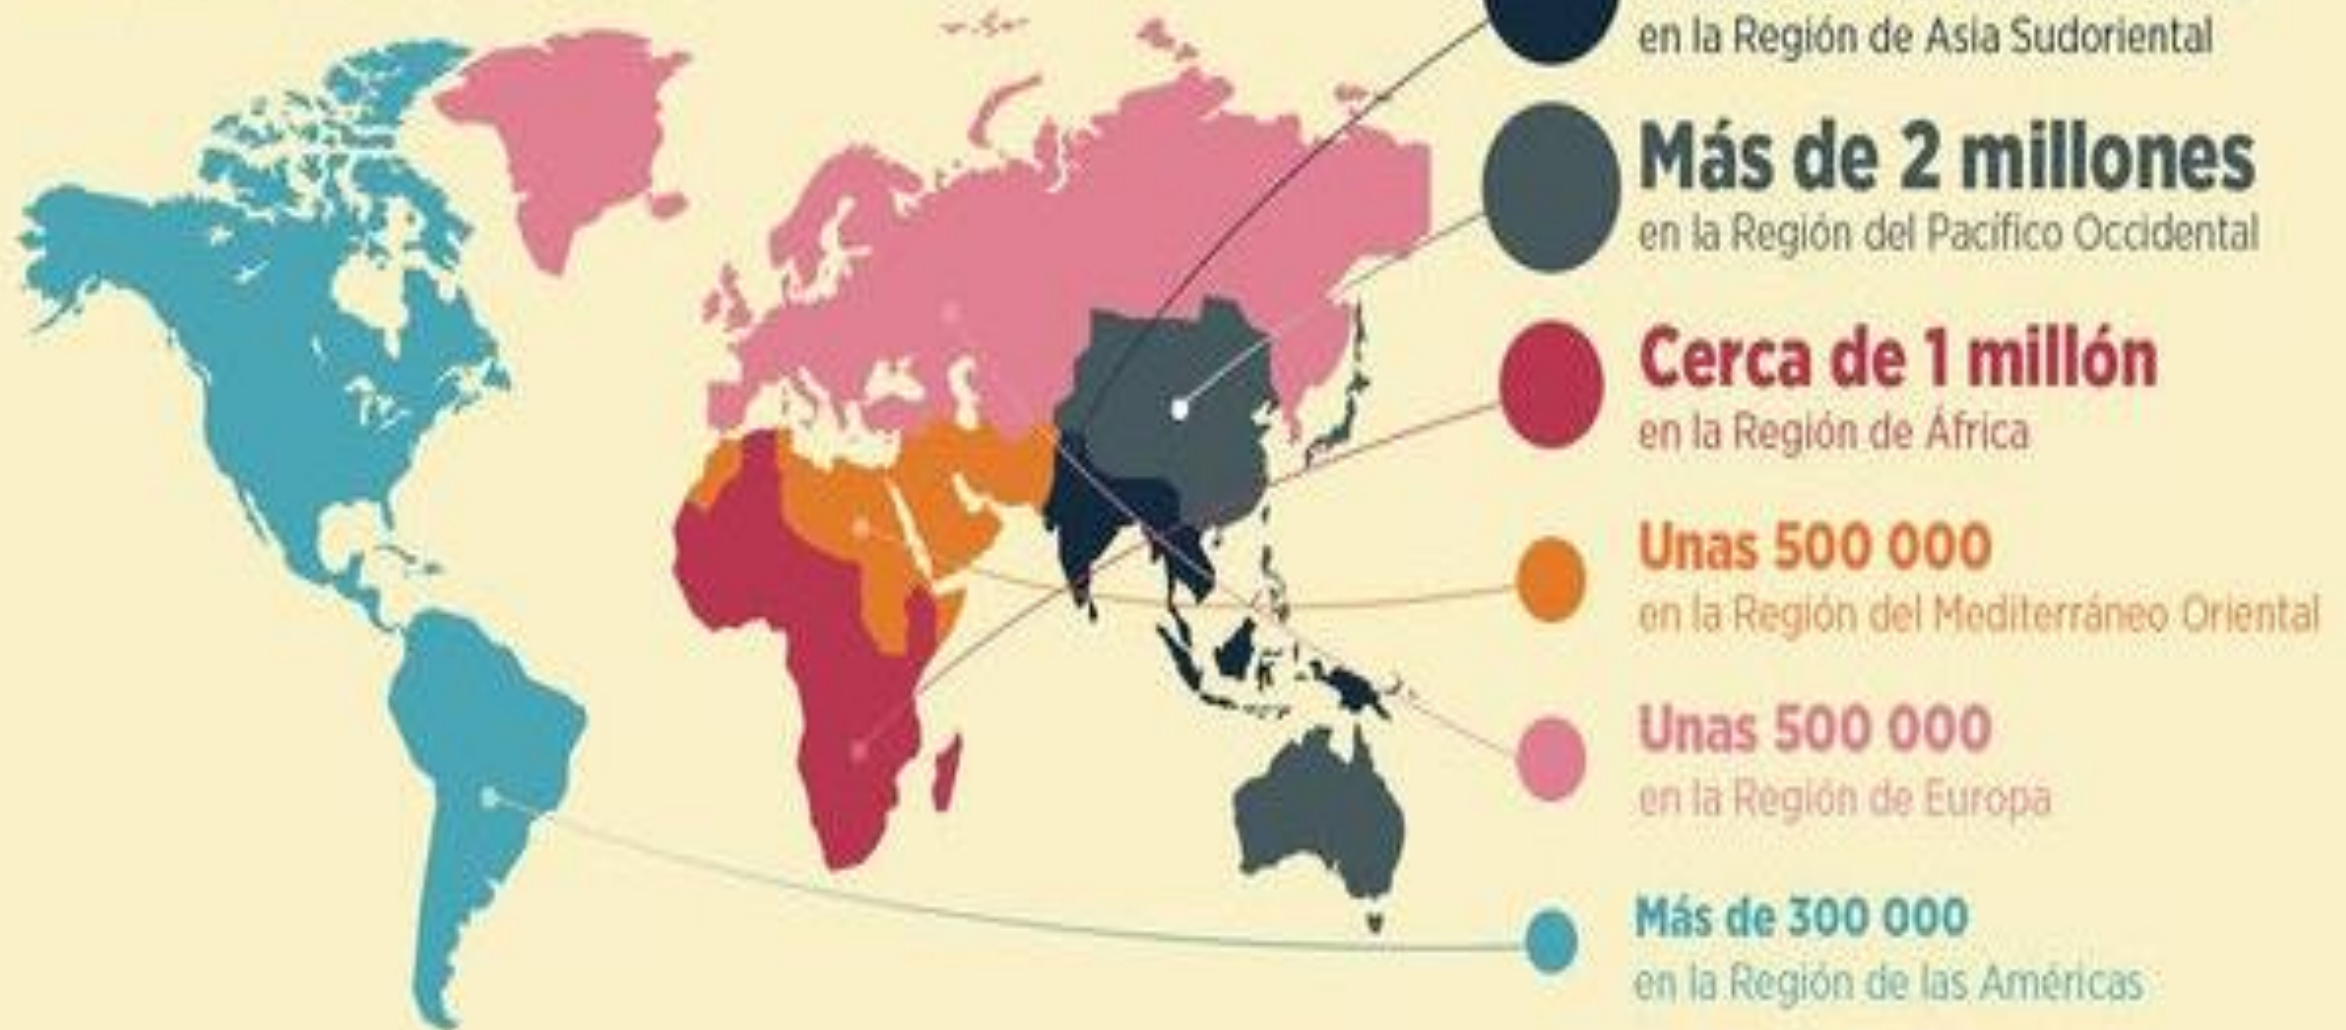 en la Región de Asia Sudoriental
Más de 2 millones
en la Región del Pacífico Occidental
Cerca de 1 millón
en la Región de África
Unas 500 000
en la Región del Mediterráneo Oriental
Unas 500 000
en la Región de Europa
Más de 300 000
en la Región de las Américas